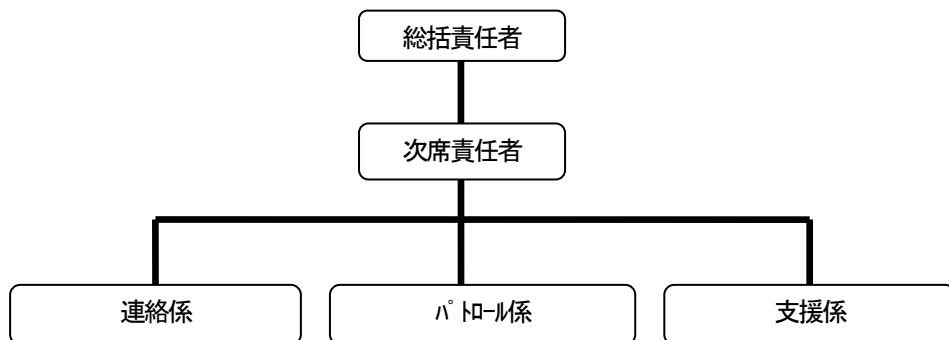 総括責任者
次席責任者
連絡係
ﾊﾟﾄﾛｰﾙ係
支援係